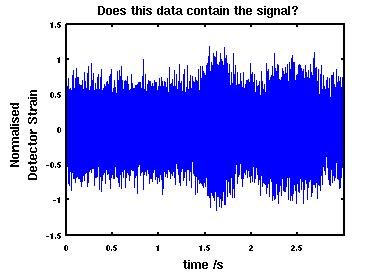 Does this data contain the signal?
1.5
1
0.5
0
-0.5
-1
-1.5
Normalised
Detector Strain
0 0.5 1 1.5 2 2.5
time /s